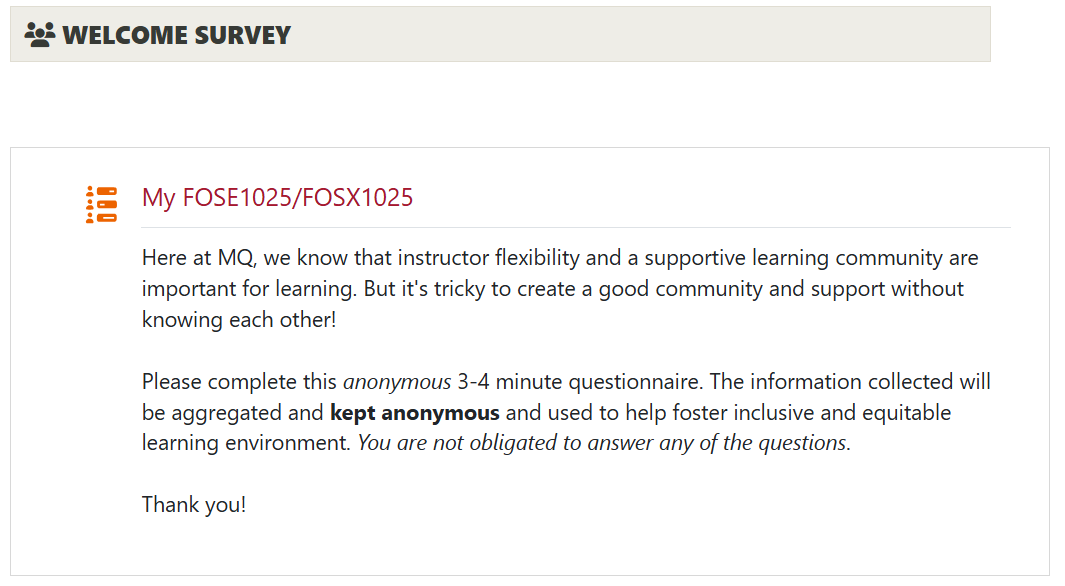 WELCOME SURVEY
My FOSE1025/FOSX1025
Here at MQ, we know that instructor flexibility and a supportive learning community are
important for learning. But it's tricky to create a good community and support without
knowing each other!
Please complete this anonymous 3-4 minute questionnaire. The information collected will
be aggregated and kept anonymous and used to help foster inclusive and equitable
learning environment. You are not obligated to answer any of the questions.
Thank you!